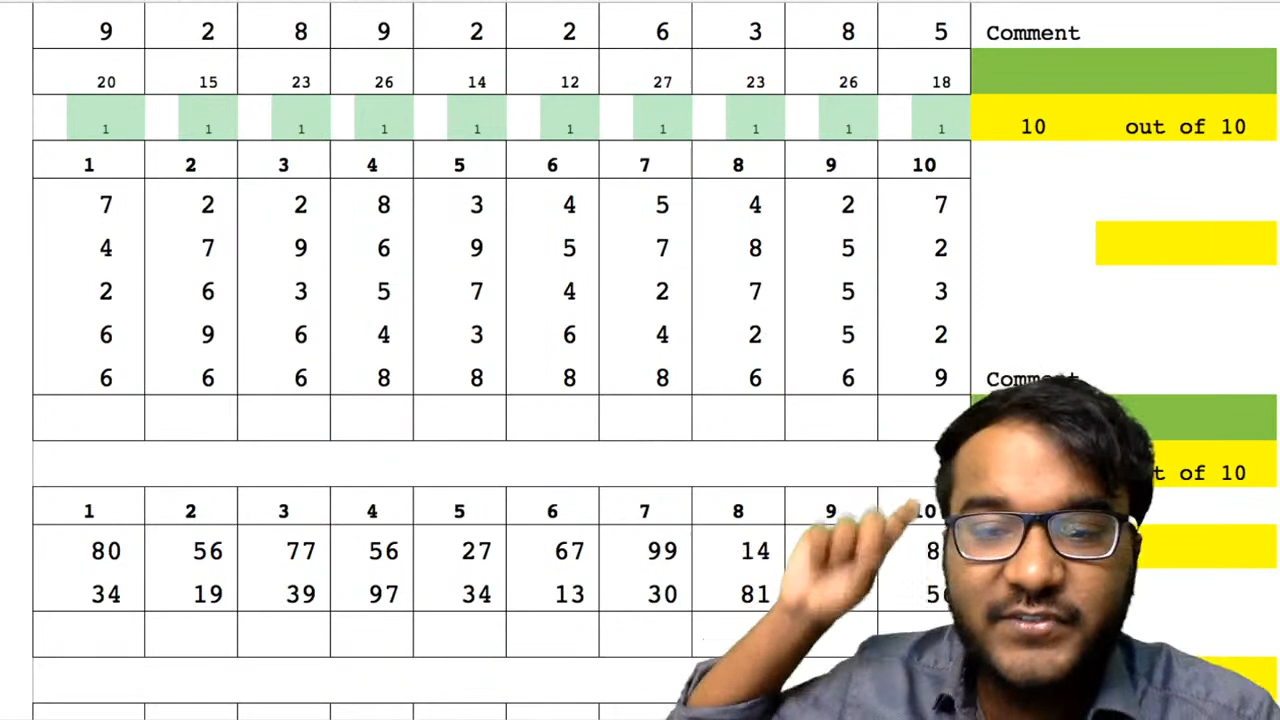 9 2 8 9 2 2 6 3 8 5 Comment
20 15 23 26 14 12 27 23 26 18
1 1 1 1 1 1 1 1 1 1 10 out of 10
1 2 3 4 5 6 7 8 9 10
7 2 2 8 3 4 5 4 2 7
4 7 9 6 9 5 7 8 5 2
2 6 3 5 7 4 2 7 5 3
6 9 6 4 3 6 4 2 5 2
6 6 6 8 8 8 8 6 6 9 Comment
of 10
1 2 3 4 5 6 7 8 9 10
80 56 77 56 27 67 99 14
34 19 39 97 34 13 30 81